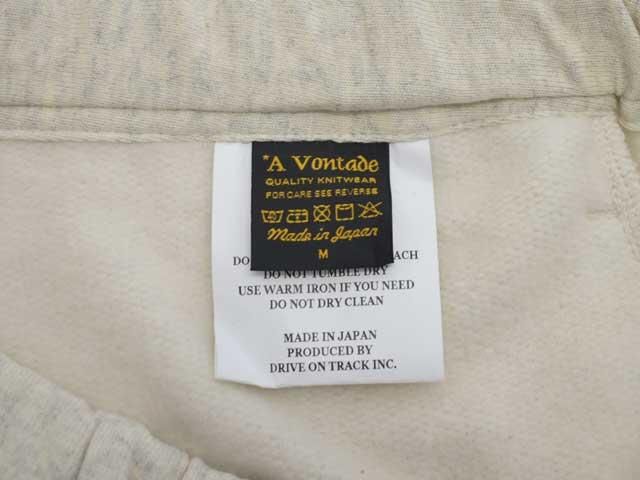 *A Vontade
QUALITY KNITWEAR
FOR CARE SEE REVERSE
Made in Japan
M
DO ACH
DO NOT TUMBLE DRY
USE WARM IRON IF YOU NEED
DO NOT DRY CLEAN
MADE IN JAPAN
PRODUCED BY
DRIVE ON TRACK INC.